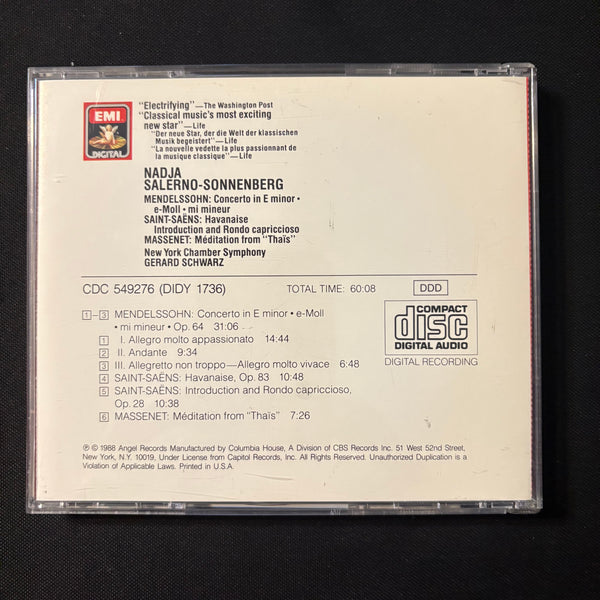 EMI
DIGITAL
"Electrifying"—The Washington Post
"Classical music's most exciting
new star"—Life
"Der neue Star, der die Welt der klassischen
Musik begeistert"—Life
"La nouvelle vedette la plus passionnant de
la musique classique"—Life
NADJA
SALERNO-SONNENBERG
MENDELSSOHN: Concerto in E minor •
e-Moll • mi mineur
SAINT-SAËNS: Havanaise
Introduction and Rondo capriccioso
MASSENET: Méditation from "Thaïs"
New York Chamber Symphony
GERARD SCHWARZ
CDC 549276 (DIDY 1736) TOTAL TIME: 60:08 DDD
1–3 MENDELSSOHN: Concerto in E minor • e-Moll
• mi mineur • Op. 64 31:06
1 I. Allegro molto appassionato 14:44
2 II. Andante 9:34
3 III. Allegretto non troppo—Allegro molto vivace 6:48
4 SAINT-SAËNS: Havanaise, Op. 83 10:48
5 SAINT-SAËNS: Introduction and Rondo capriccioso,
Op. 28 10:38
6 MASSENET: Méditation from "Thaïs" 7:26
COMPACT
disc
DIGITAL AUDIO
DIGITAL RECORDING
℗ © 1988 Angel Records Manufactured by Columbia House, A Division of CBS Records Inc. 51 West 52nd Street,
New York, N.Y. 10019, Under License from Capitol Records, Inc. All Rights Reserved. Unauthorized Duplication is a
Violation of Applicable Laws. Printed in U.S.A.